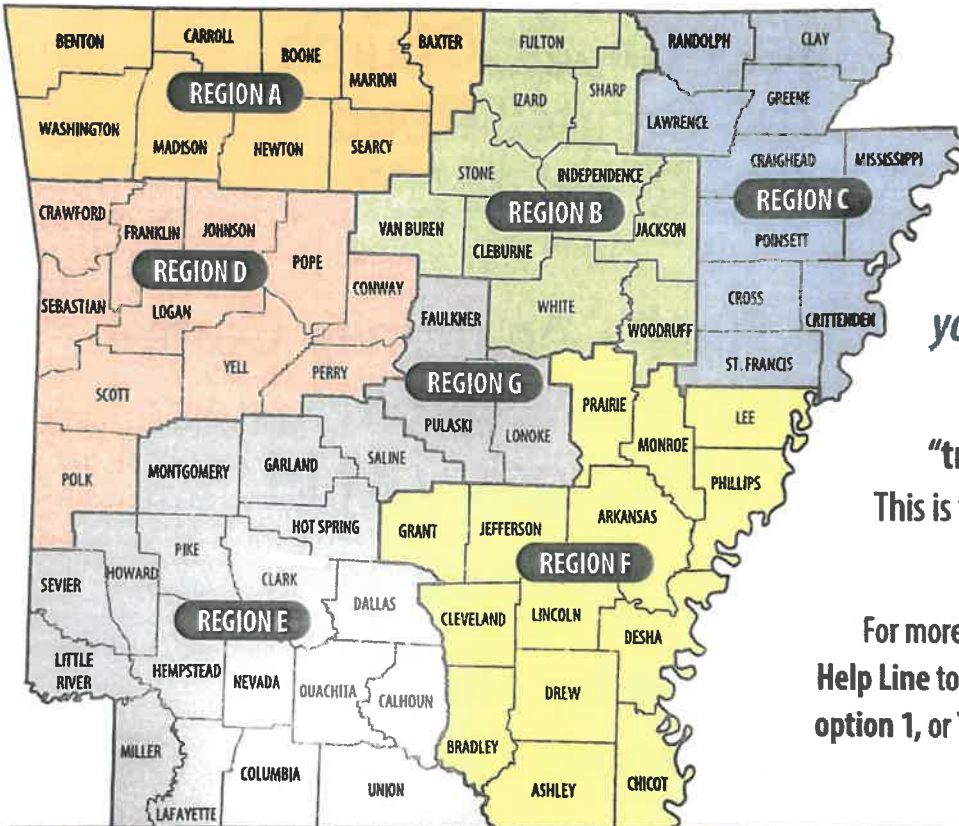 BENTON
CARROLL
BOONE
MARION
BAXTER
FULTON
SHARP
RANDOLPH
CLAY
REGION A
IZARD
GREENE
LAWRENCE
WASHINGTON
MADISON
NEWTON
SEARCY
STONE
INDEPENDENCE
CRAIGHEAD
MISSISSIPPI
REGION B
REGION C
CRAWFORD
FRANKLIN
JOHNSON
POPE
VAN BUREN
CLEBURNE
JACKSON
POINSETT
REGION D
SEBASTIAN
LOGAN
CONWAY
FAULKNER
WHITE
WOODRUFF
CROSS
CRITTENDEN
ST. FRANCIS
SCOTT
YELL
PERRY
REGION G
PULASKI
LONOKE
PRAIRIE
MONROE
LEE
PHILLIPS
POLK
MONTGOMERY
GARLAND
SALINE
HOT SPRING
GRANT
JEFFERSON
ARKANSAS
REGION F
SEVIER
HOWARD
PIKE
CLARK
DALLAS
CLEVELAND
LINCOLN
DESHA
REGION E
LITTLE
RIVER
HEMPSTEAD
NEVADA
OUACHITA
CALHOUN
DREW
BRADLEY
MILLER
LAFAYETTE
COLUMBIA
UNION
ASHLEY
CHICOT
This is
For more
Help Line to
option 1, or